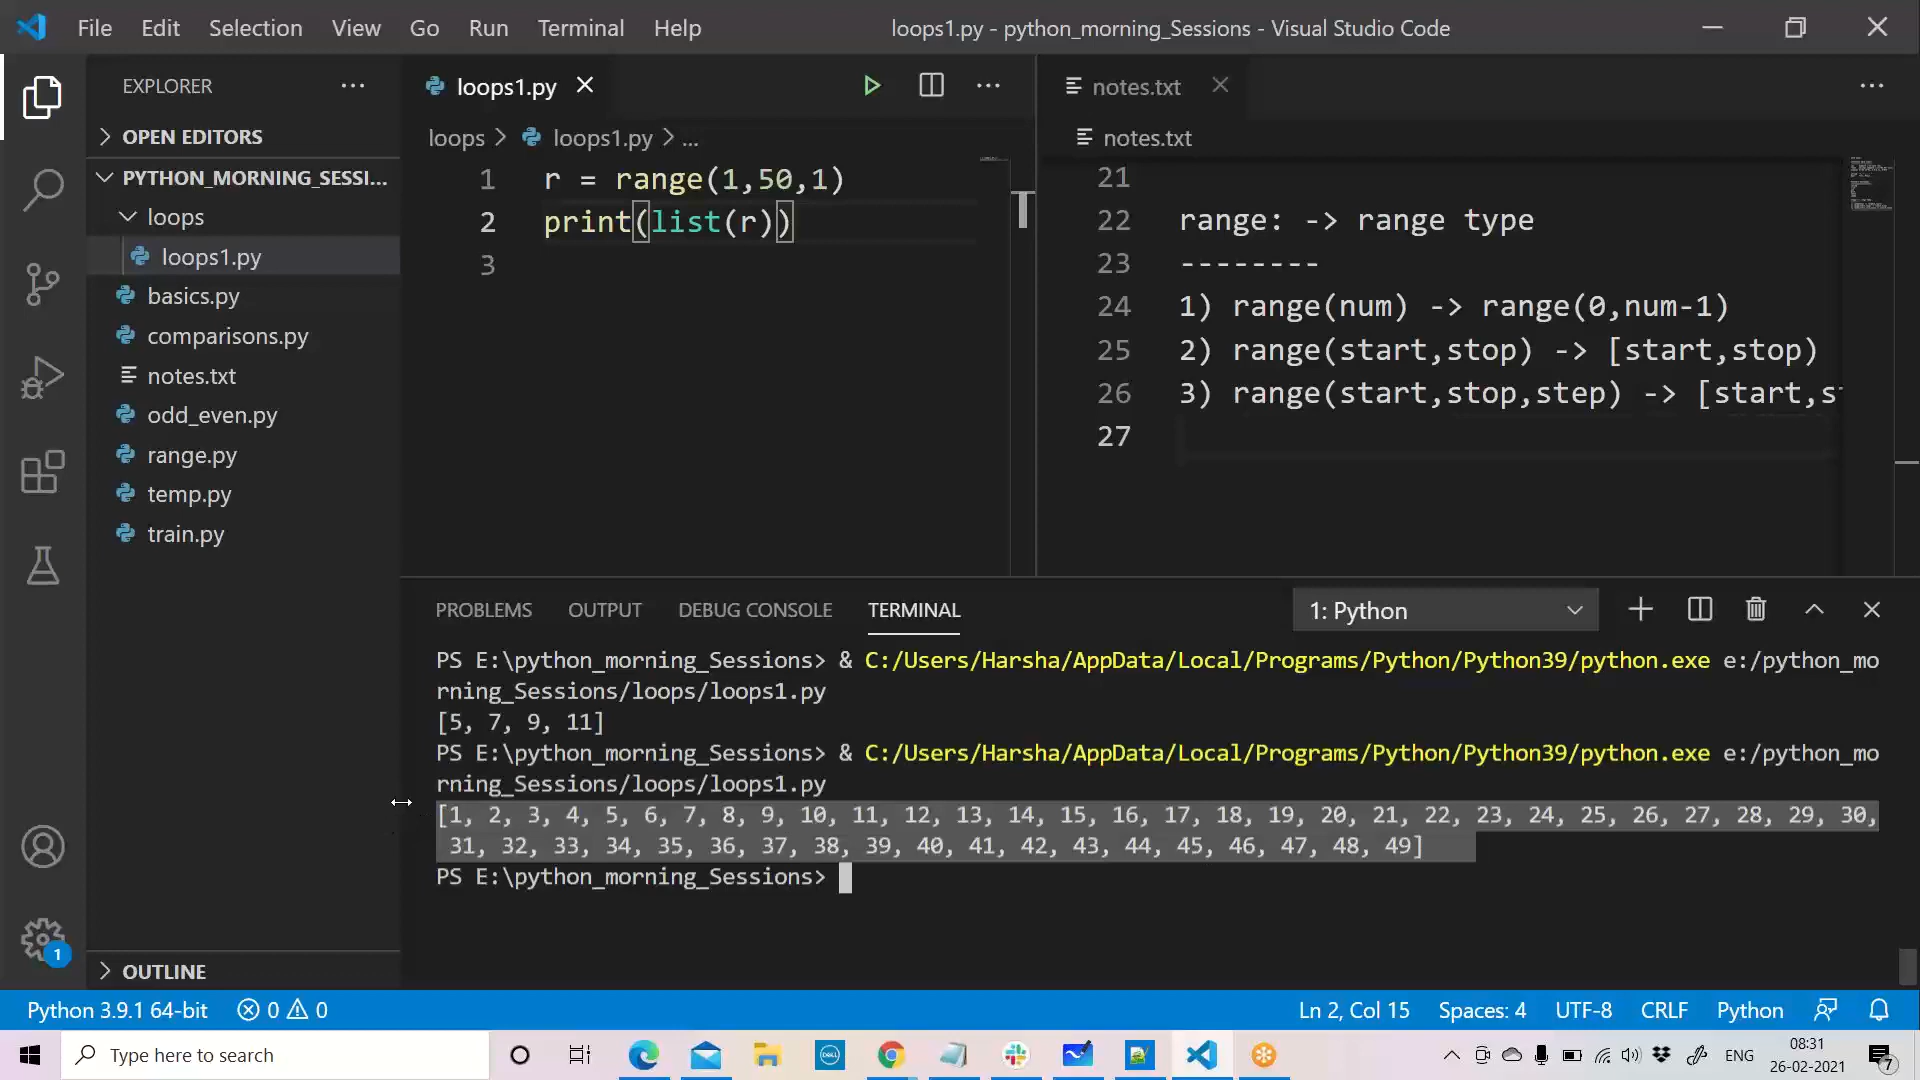 File Edit Selection View Go Run Terminal Help
loops1.py - python_morning_Sessions - Visual Studio Code
EXPLORER
OPEN EDITORS
PYTHON_MORNING_SESSI...
loops
loops1.py
basics.py
comparisons.py
notes.txt
odd_even.py
range.py
temp.py
train.py
OUTLINE
loops1.py
loops > loops1.py > ...
1 r = range(1,50,1)
2 print(list(r))
3
notes.txt
notes.txt
21
22 range: -> range type
23 --------
24 1) range(num) -> range(0,num-1)
25 2) range(start,stop) -> [start,stop)
26 3) range(start,stop,step) -> [start,s
27
PROBLEMS OUTPUT DEBUG CONSOLE TERMINAL
1: Python
PS E:\python_morning_Sessions> & C:/Users/Harsha/AppData/Local/Programs/Python/Python39/python.exe e:/python_mo
rning_Sessions/loops/loops1.py
[5, 7, 9, 11]
PS E:\python_morning_Sessions> & C:/Users/Harsha/AppData/Local/Programs/Python/Python39/python.exe e:/python_mo
rning_Sessions/loops/loops1.py
[1, 2, 3, 4, 5, 6, 7, 8, 9, 10, 11, 12, 13, 14, 15, 16, 17, 18, 19, 20, 21, 22, 23, 24, 25, 26, 27, 28, 29, 30,
31, 32, 33, 34, 35, 36, 37, 38, 39, 40, 41, 42, 43, 44, 45, 46, 47, 48, 49]
PS E:\python_morning_Sessions>
1
Python 3.9.1 64-bit 0 0
Ln 2, Col 15 Spaces: 4 UTF-8 CRLF Python
Type here to search
DELL
ENG
08:31
26-02-2021
7